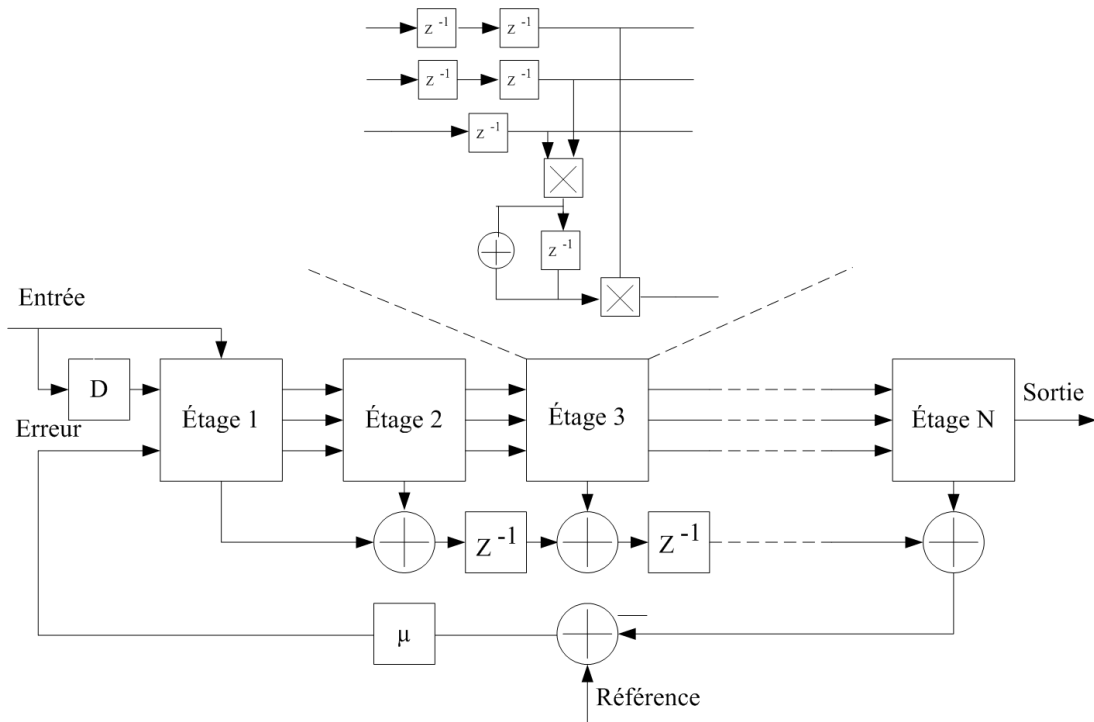 z -1
z -1
z -1
z -1
z -1
z -1
Entrée
D
Étage 1
Étage 2
Étage 3
Étage N
Sortie
Erreur
Z -1
Z -1
µ
Référence